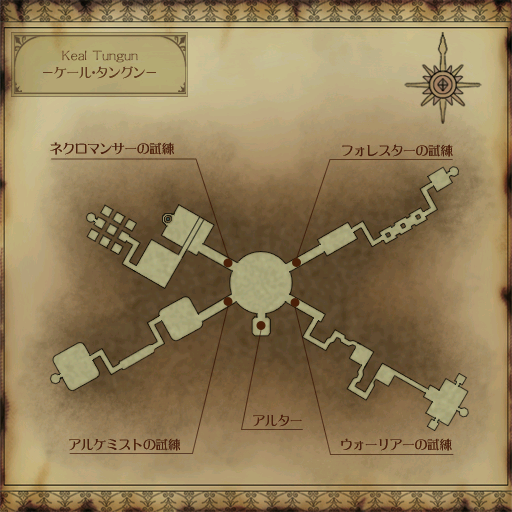 Keal Tungun
－ケール・タングン－
ネクロマンサーの試練
フォレスターの試練
アルター
アルケミストの試練
ウォーリアーの試練